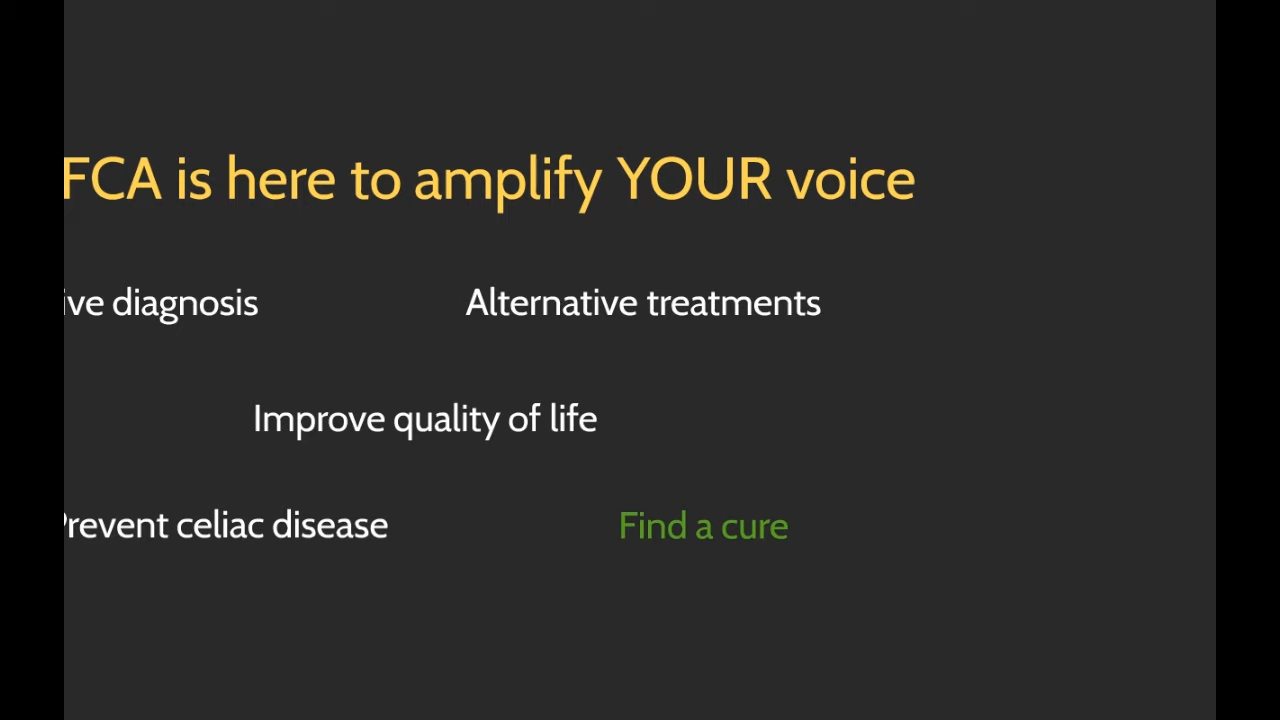 FCA is here to amplify YOUR voice
ive diagnosis Alternative treatments
Improve quality of life
Prevent celiac disease Find a cure